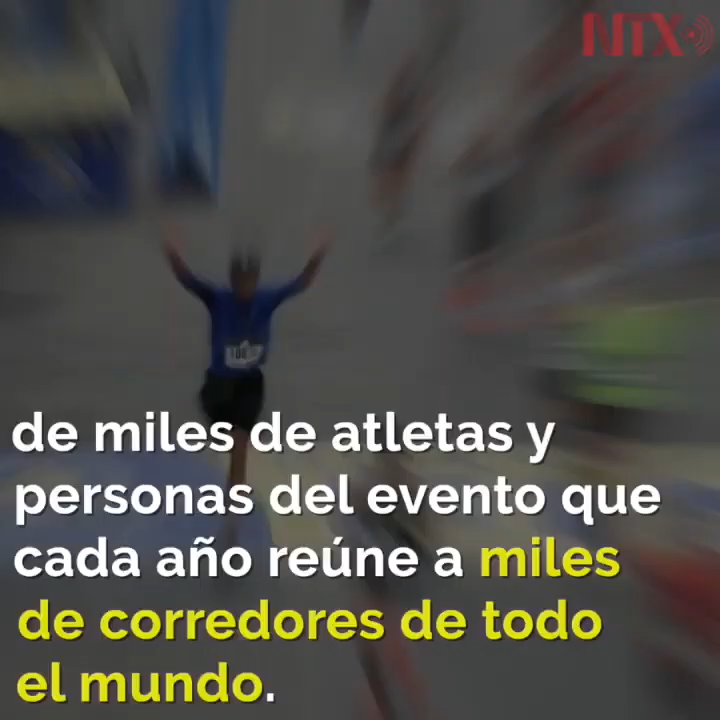 NTX
de miles de atletas y
personas del evento que
cada año reúne a miles
de corredores de todo
el mundo.